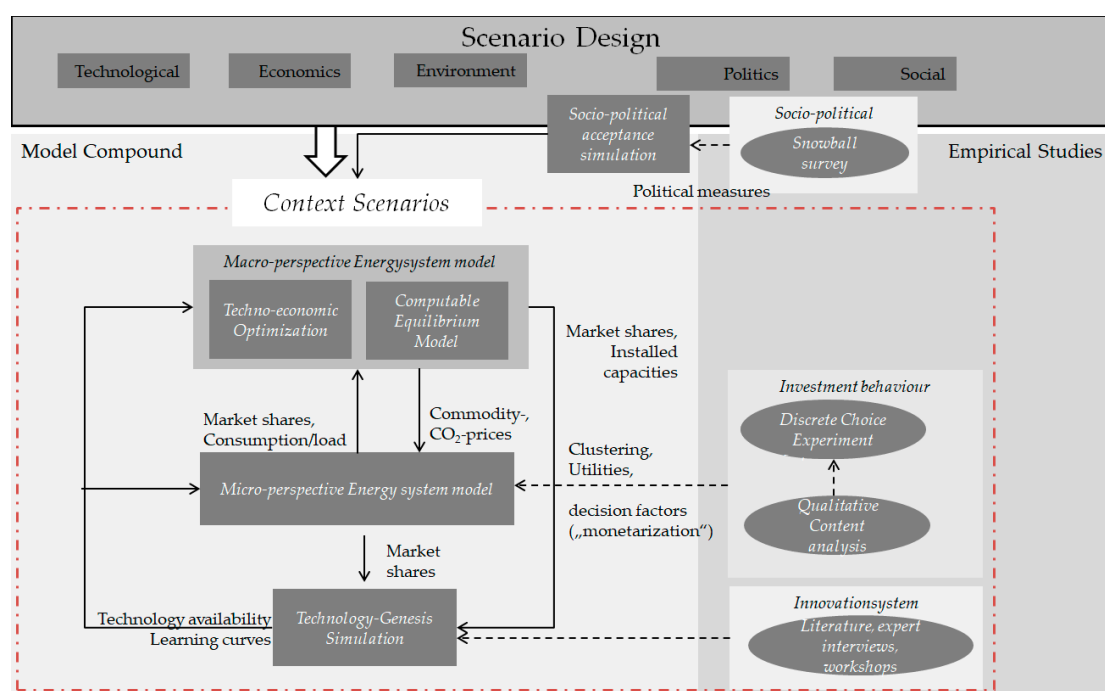 Scenario Design
Technological
Economics
Environment
Politics
Social
Socio-political
acceptance
simulation
Socio-political
Snowball
survey
Model Compound
Empirical Studies
Political measures
Context Scenarios
Macro-perspective Energysystem model
Techno-economic
Optimization
Computable
Equilibrium
Model
Market shares,
Installed
capacities
Market shares,
Consumption/load
Commodity-,
CO₂-prices
Investment behaviour
Discrete Choice
Experiment
Clustering,
Utilities,
Micro-perspective Energy system model
decision factors
(„monetarization“)
Qualitative
Content
analysis
Market
shares
Technology availability
Learning curves
Technology-Genesis
Simulation
Innovationsystem
Literature, expert
interviews,
workshops